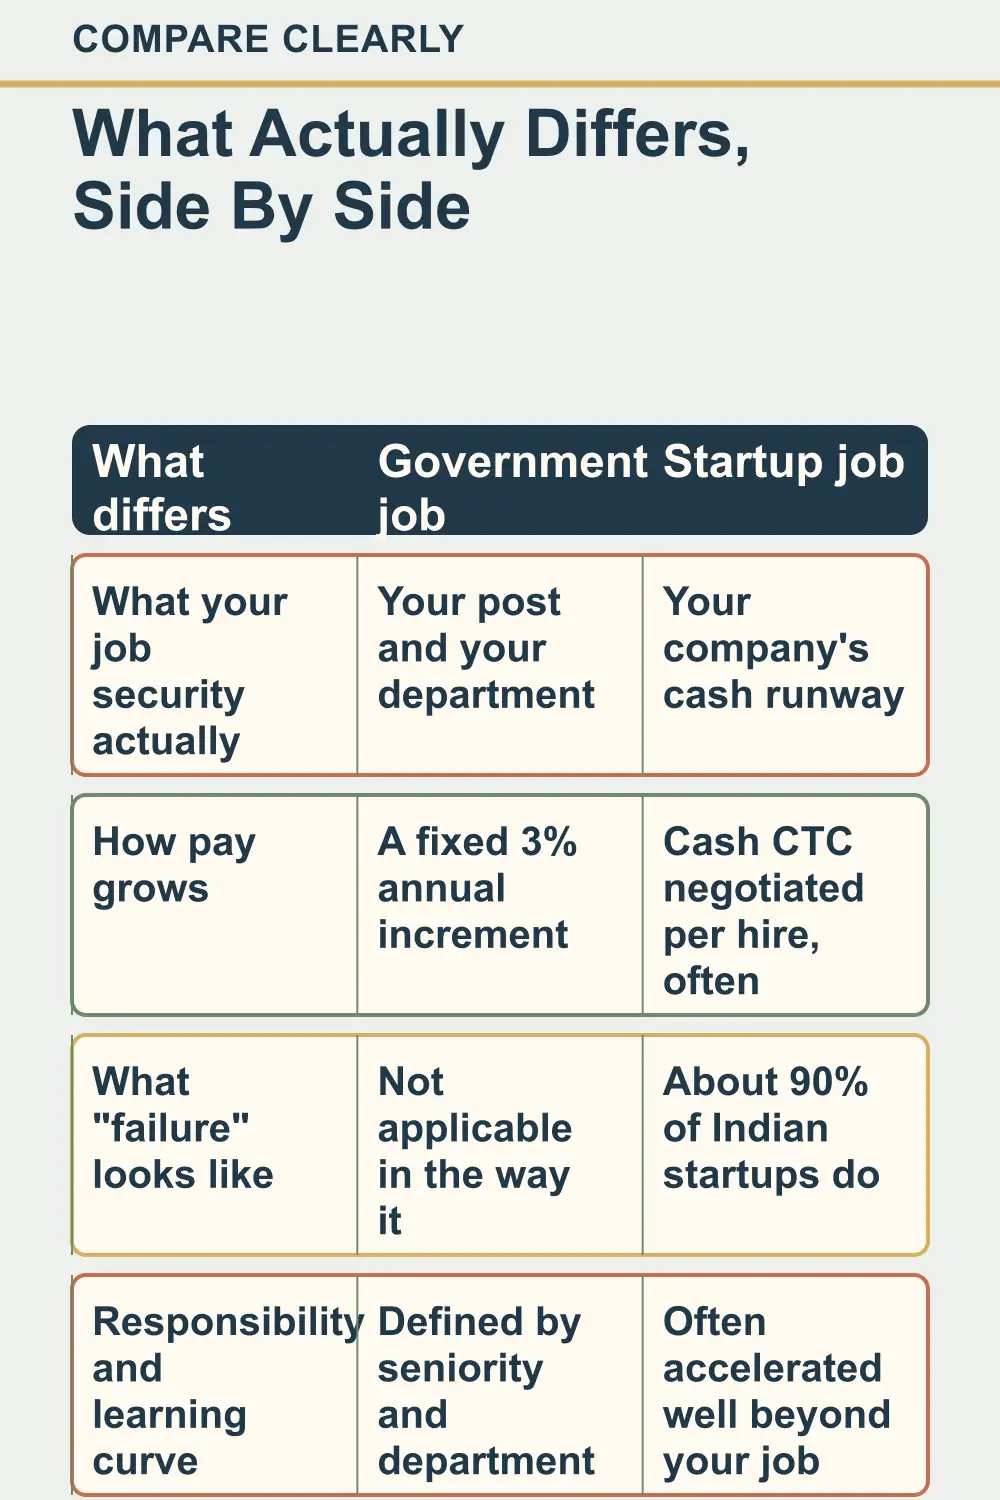 COMPARE CLEARLY
What Actually Differs,
Side By Side
What
differs
Government
job
Startup job
What your
job
security
actually
Your post
and your
department
Your
company's
cash runway
How pay
grows
A fixed 3%
annual
increment
Cash CTC
negotiated
per hire,
often
What
"failure"
looks like
Not
applicable
in the way
it
About 90%
of Indian
startups do
Responsibility
and
learning
curve
Defined by
seniority
and
department
Often
accelerated
well beyond
your job